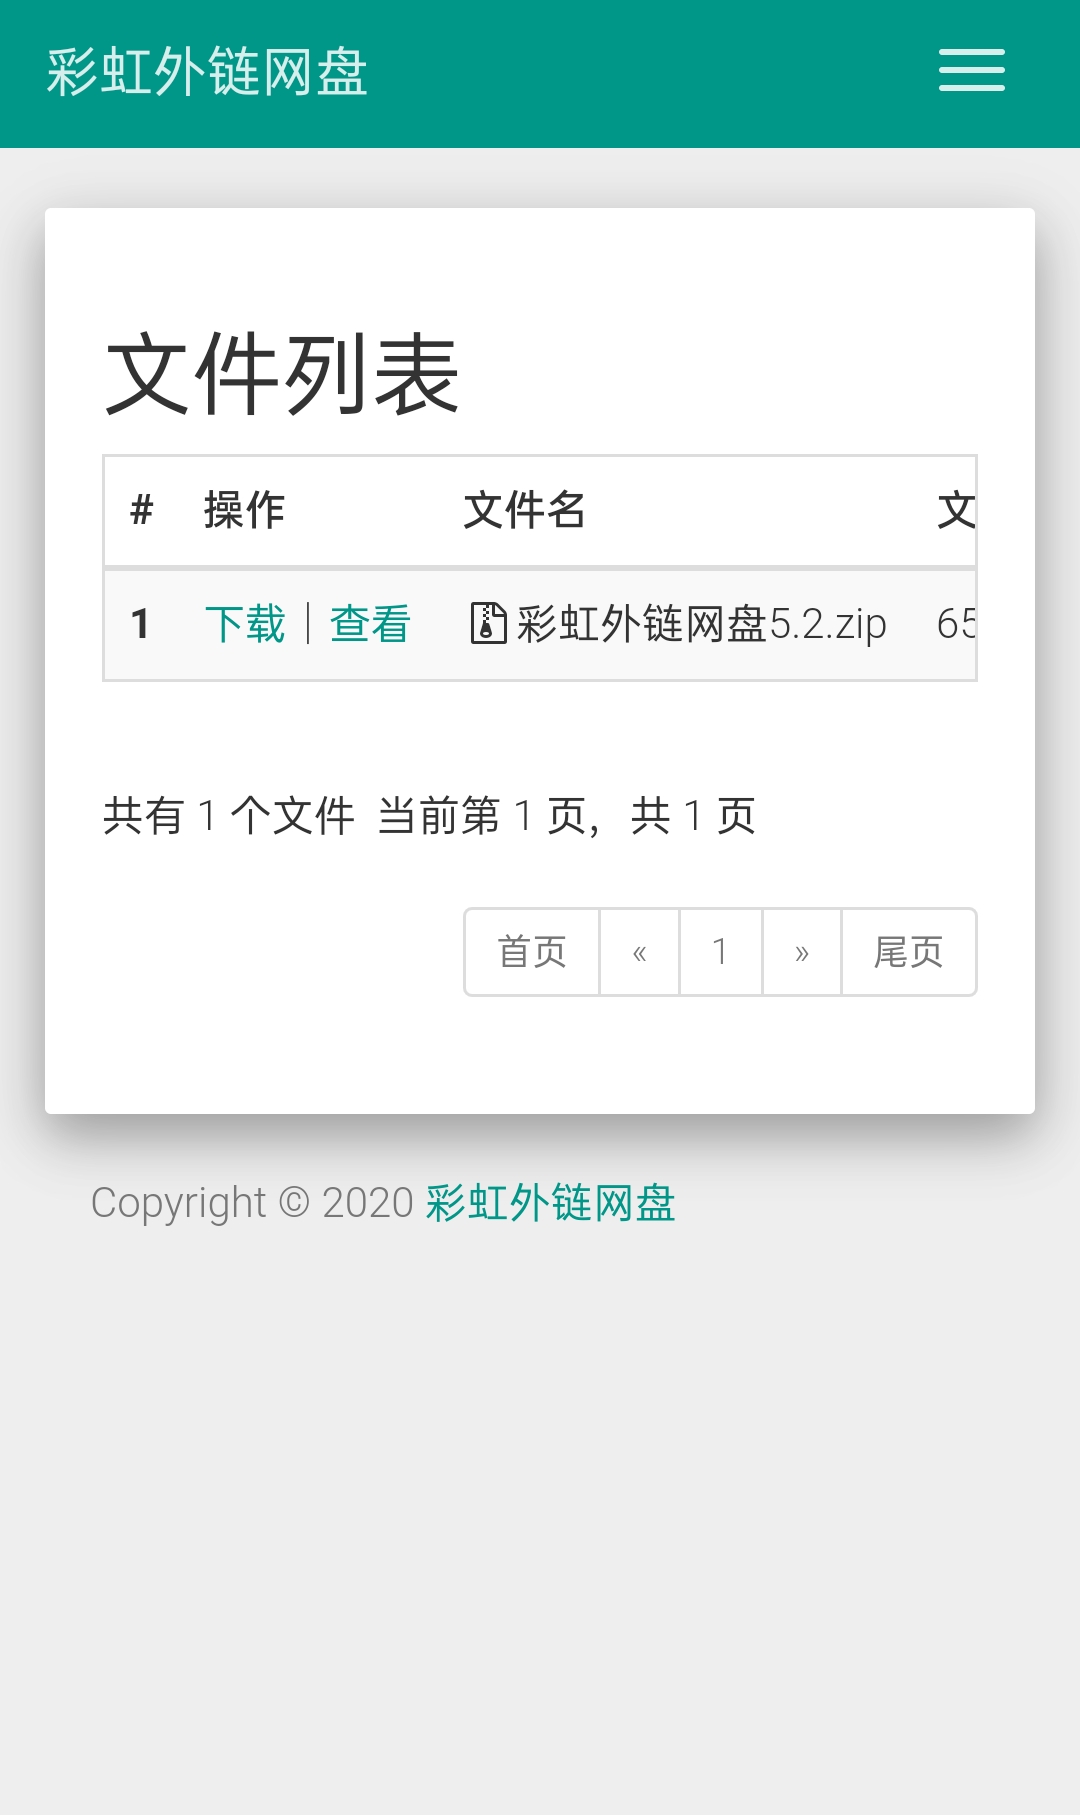 彩虹外链网盘
文件列表
# 操作 文件名 文
1 下载｜查看 彩虹外链网盘5.2.zip 65
共有 1 个文件 当前第 1 页，共 1 页
首页 « 1 » 尾页
Copyright © 2020 彩虹外链网盘